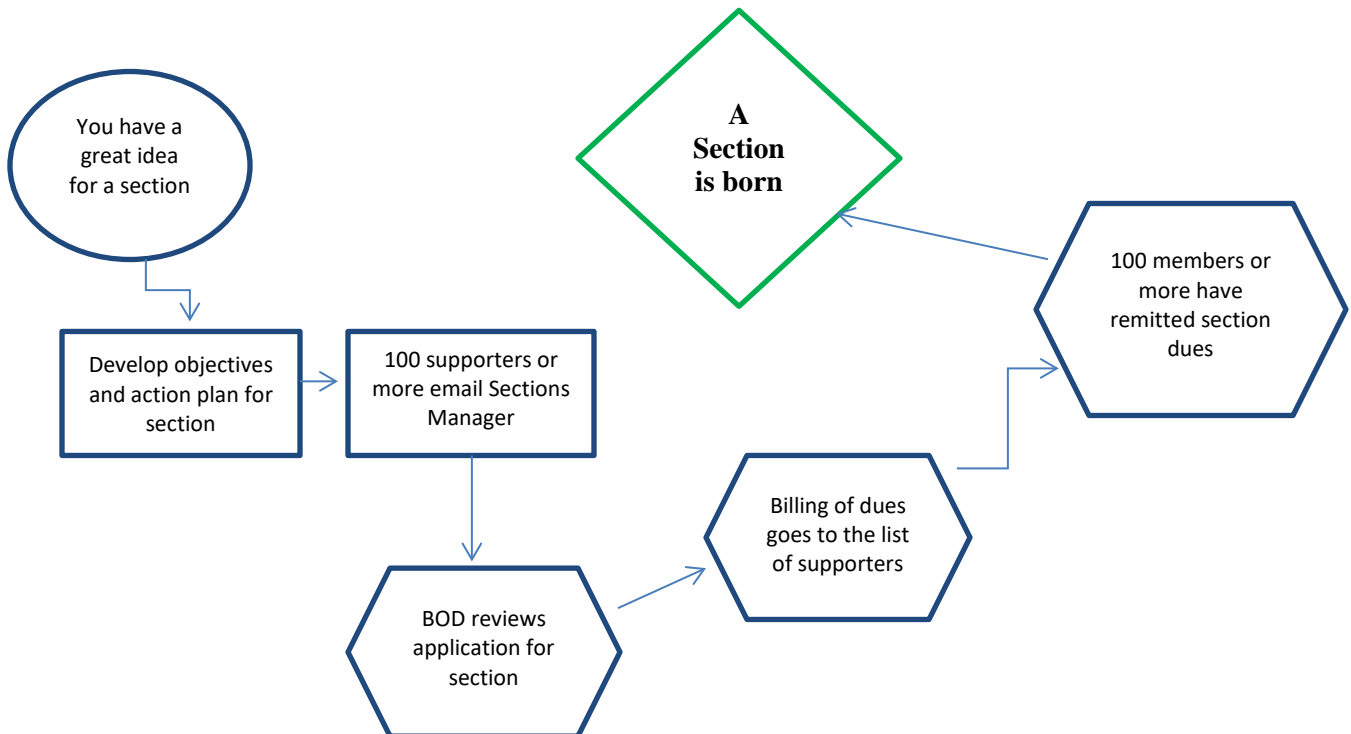 You have a
great idea
for a section
Develop objectives
and action plan for
section
100 supporters or
more email Sections
Manager
BOD reviews
application for
section
Billing of dues
goes to the list
of supporters
100 members or
more have
remitted section
dues
A
Section
is born